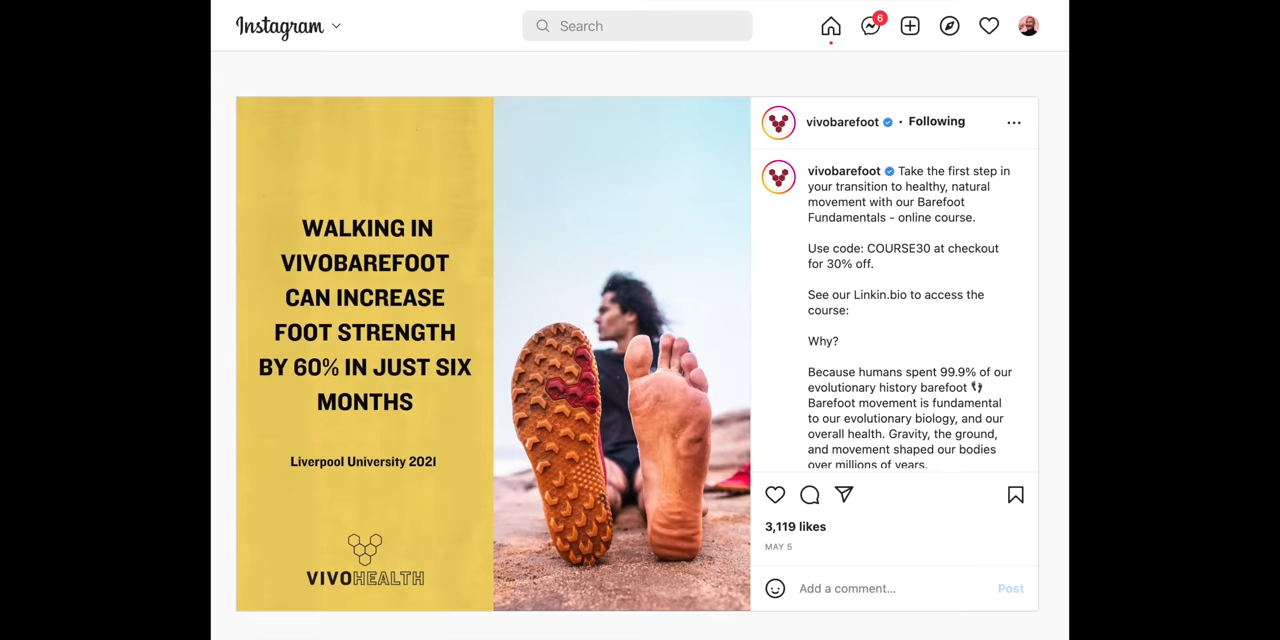 Instagram
Search
6
WALKING IN
VIVOBAREFOOT
CAN INCREASE
FOOT STRENGTH
BY 60% IN JUST SIX
MONTHS
Liverpool University 2021
VIVOHEALTH
vivobarefoot • Following
vivobarefoot Take the first step in
your transition to healthy, natural
movement with our Barefoot
Fundamentals - online course.
Use code: COURSE30 at checkout
for 30% off.
See our Linkin.bio to access the
course:
Why?
Because humans spent 99.9% of our
evolutionary history barefoot 👣
Barefoot movement is fundamental
to our evolutionary biology, and our
overall health. Gravity, the ground,
and movement shaped our bodies
over millions of years.
3,119 likes
MAY 5
Add a comment...
Post